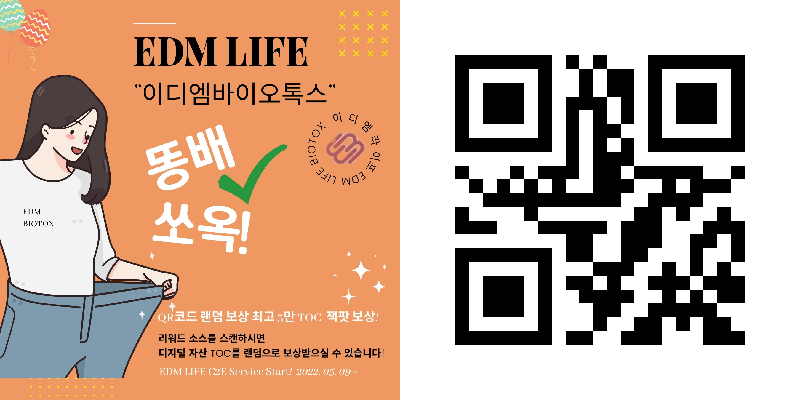 EDM LIFE
"이디엠바이오톡스"
이디엠라이프 EDM LIFE BIOTOX
똥배
쏘옥!
EDM
BIOTOX
QR코드 랜덤 보상 최고 5만 TOC 잭팟 보상!
리워드 소스를 스캔하시면
디지털 자산 TOC를 랜덤으로 보상받으실 수 있습니다!
EDM LIFE C2E Service Start! 2022. 05. 09 ~